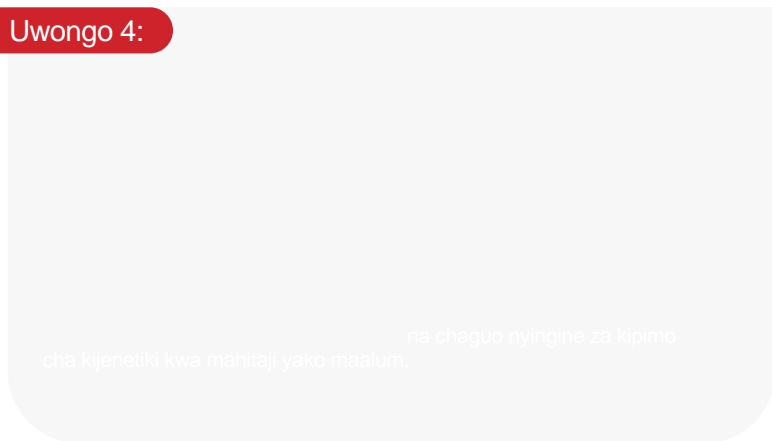 Uwongo 4:
na chaguo nyingine za kipimo
cha kijenetiki kwa mahitaji yako maalum.